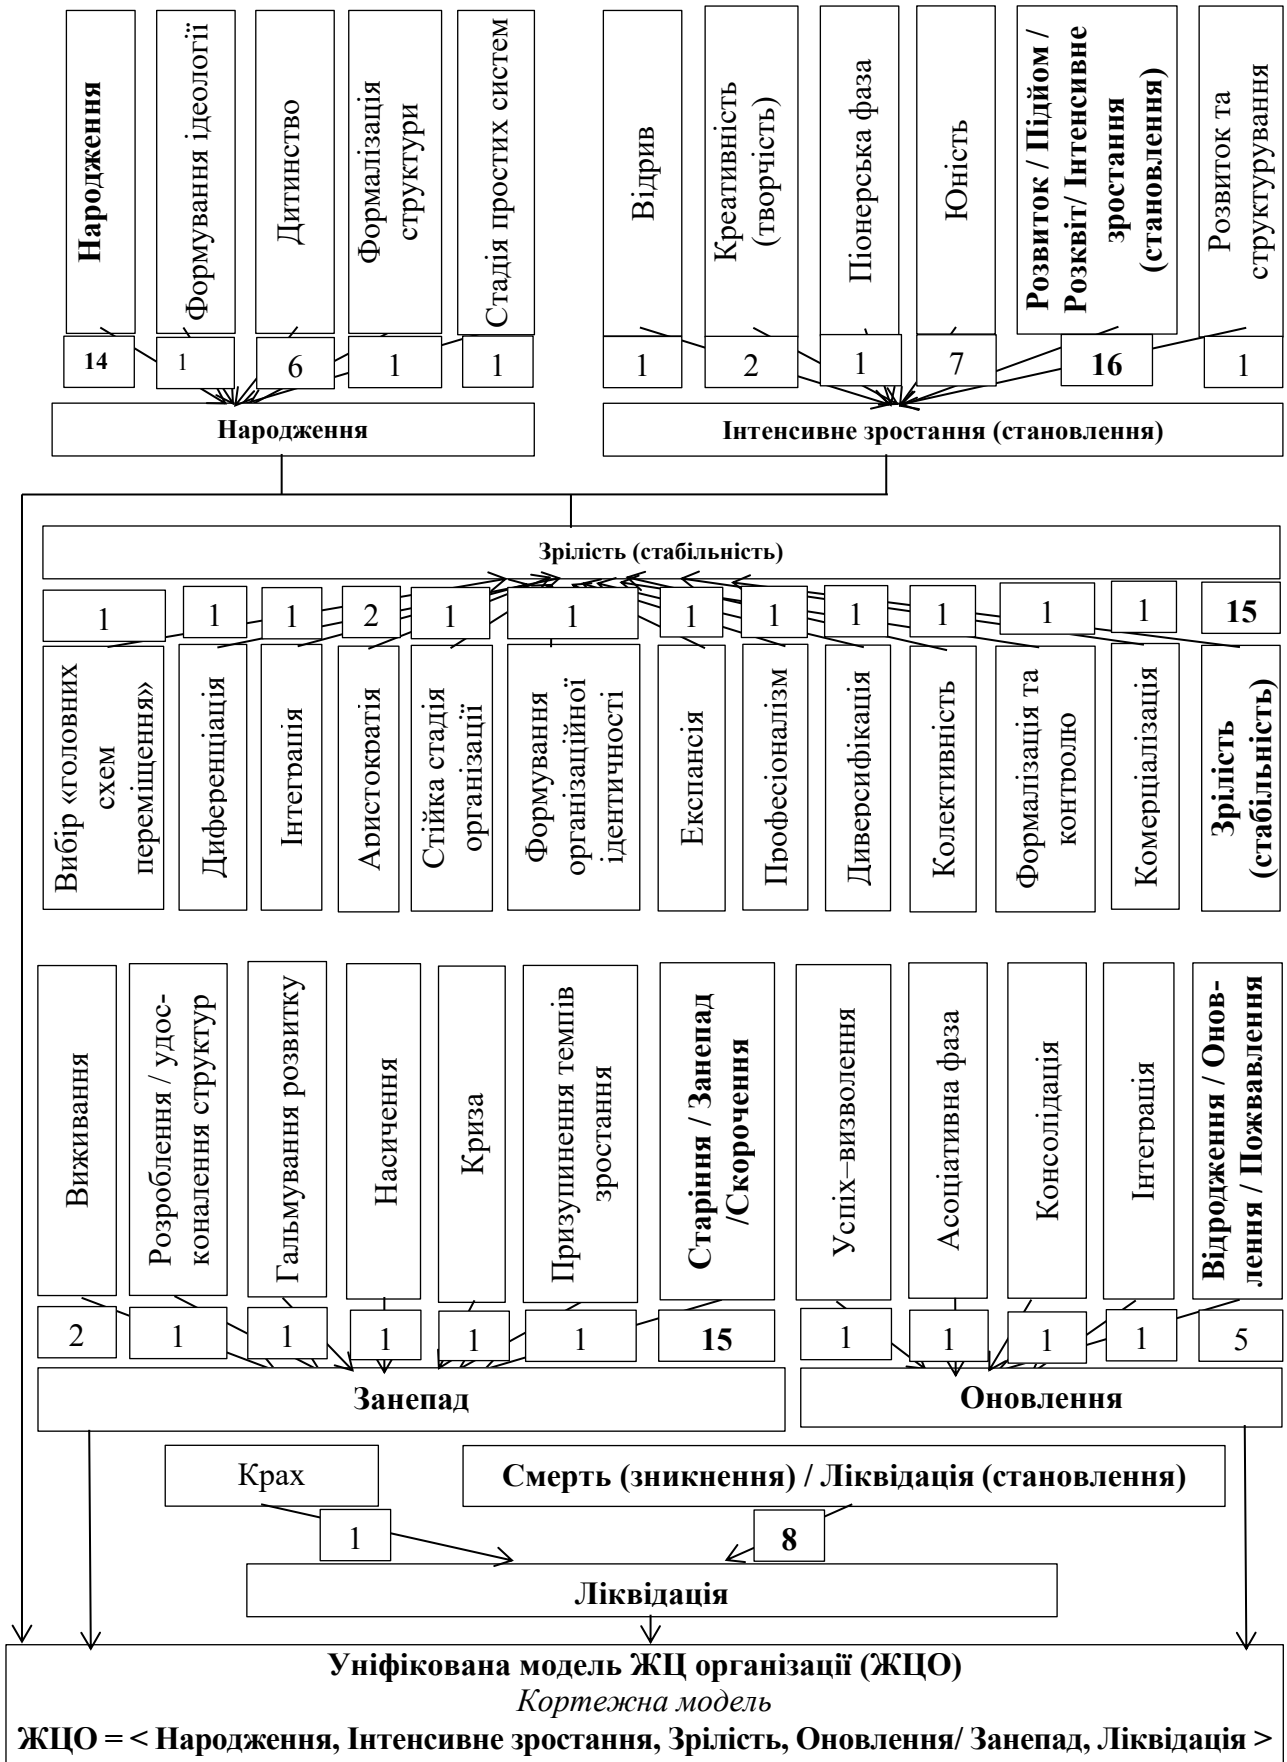 Народження
Формування ідеології
Дитинство
Формалізація
структури
Стадія простих систем
Відрив
Креативність
(творчість)
Піонерська фаза
Юність
Розвиток / Підйом /
Розквіт/ Інтенсивне
зростання
(становлення)
Розвиток та
структурування
14
1
6
1
1
1
2
1
7
16
1
Народження
Інтенсивне зростання (становлення)
Зрілість (стабільність)
1
1
1
2
1
1
1
1
1
1
1
1
15
Вибір «головних
схем
переміщення»
Диференціація
Інтеграція
Аристократія
Стійка стадія
організації
Формування
організаційної
ідентичності
Експансія
Професіоналізм
Диверсифікація
Колективність
Формалізація та
контролю
Комерціалізація
Зрілість
(стабільність)
Виживання
Розроблення / удос-
коналення структур
Гальмування розвитку
Насичення
Криза
Призупинення темпів
зростання
Старіння / Занепад
/Скорочення
Успіх–визволення
Асоціативна фаза
Консолідація
Інтеграція
Відродження / Онов-
лення / Пожвавлення
2
1
1
1
1
1
15
1
1
1
1
5
Занепад
Оновлення
Крах
Смерть (зникнення) / Ліквідація (становлення)
1
8
Ліквідація
Уніфікована модель ЖЦ організації (ЖЦО)
Кортежна модель
ЖЦО = < Народження, Інтенсивне зростання, Зрілість, Оновлення/ Занепад, Ліквідація >